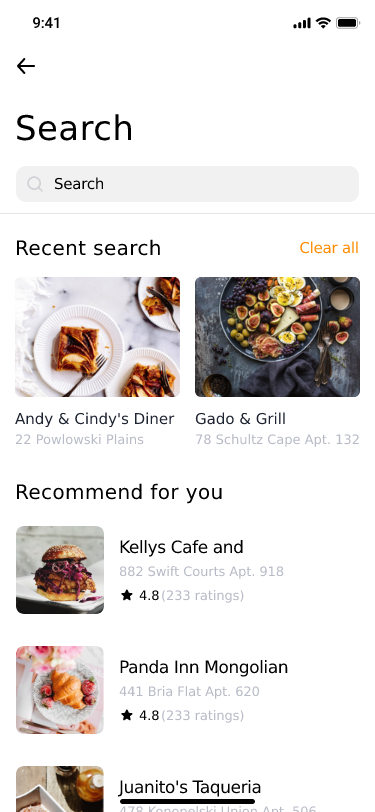 9:41
Search
Search
Recent search
Clear all
Andy & Cindy's Diner
22 Powlowski Plains
Gado & Grill
78 Schultz Cape Apt. 132
Recommend for you
Kellys Cafe and
882 Swift Courts Apt. 918
4.8 (233 ratings)
Panda Inn Mongolian
441 Bria Flat Apt. 620
4.8 (233 ratings)
Juanito's Taqueria
478 Konopelski Union Apt. 506